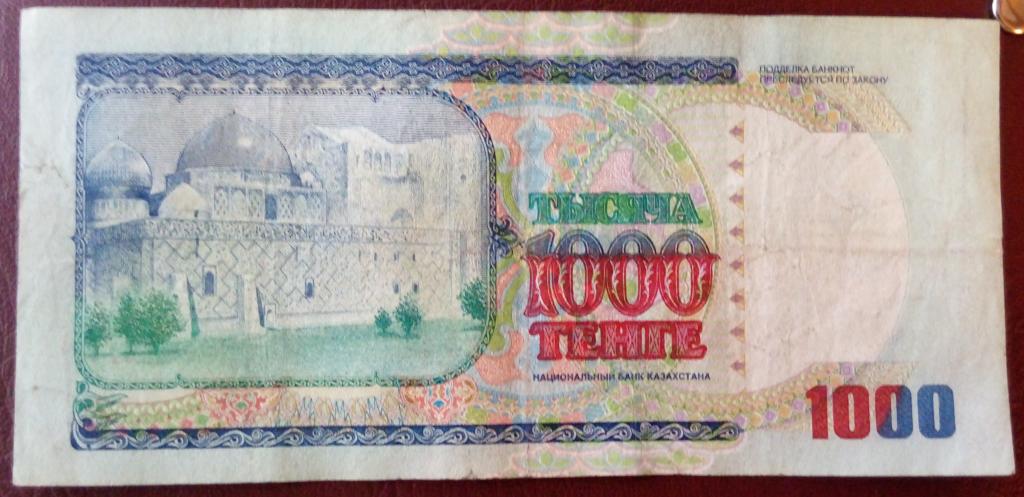 ПОДДЕЛКА БАНКНОТ
ПРЕСЛЕДУЕТСЯ ПО ЗАКОНУ
ТЫСЯЧА
1000
ТЕНГЕ
НАЦИОНАЛЬНЫЙ БАНК КАЗАХСТАНА
1000